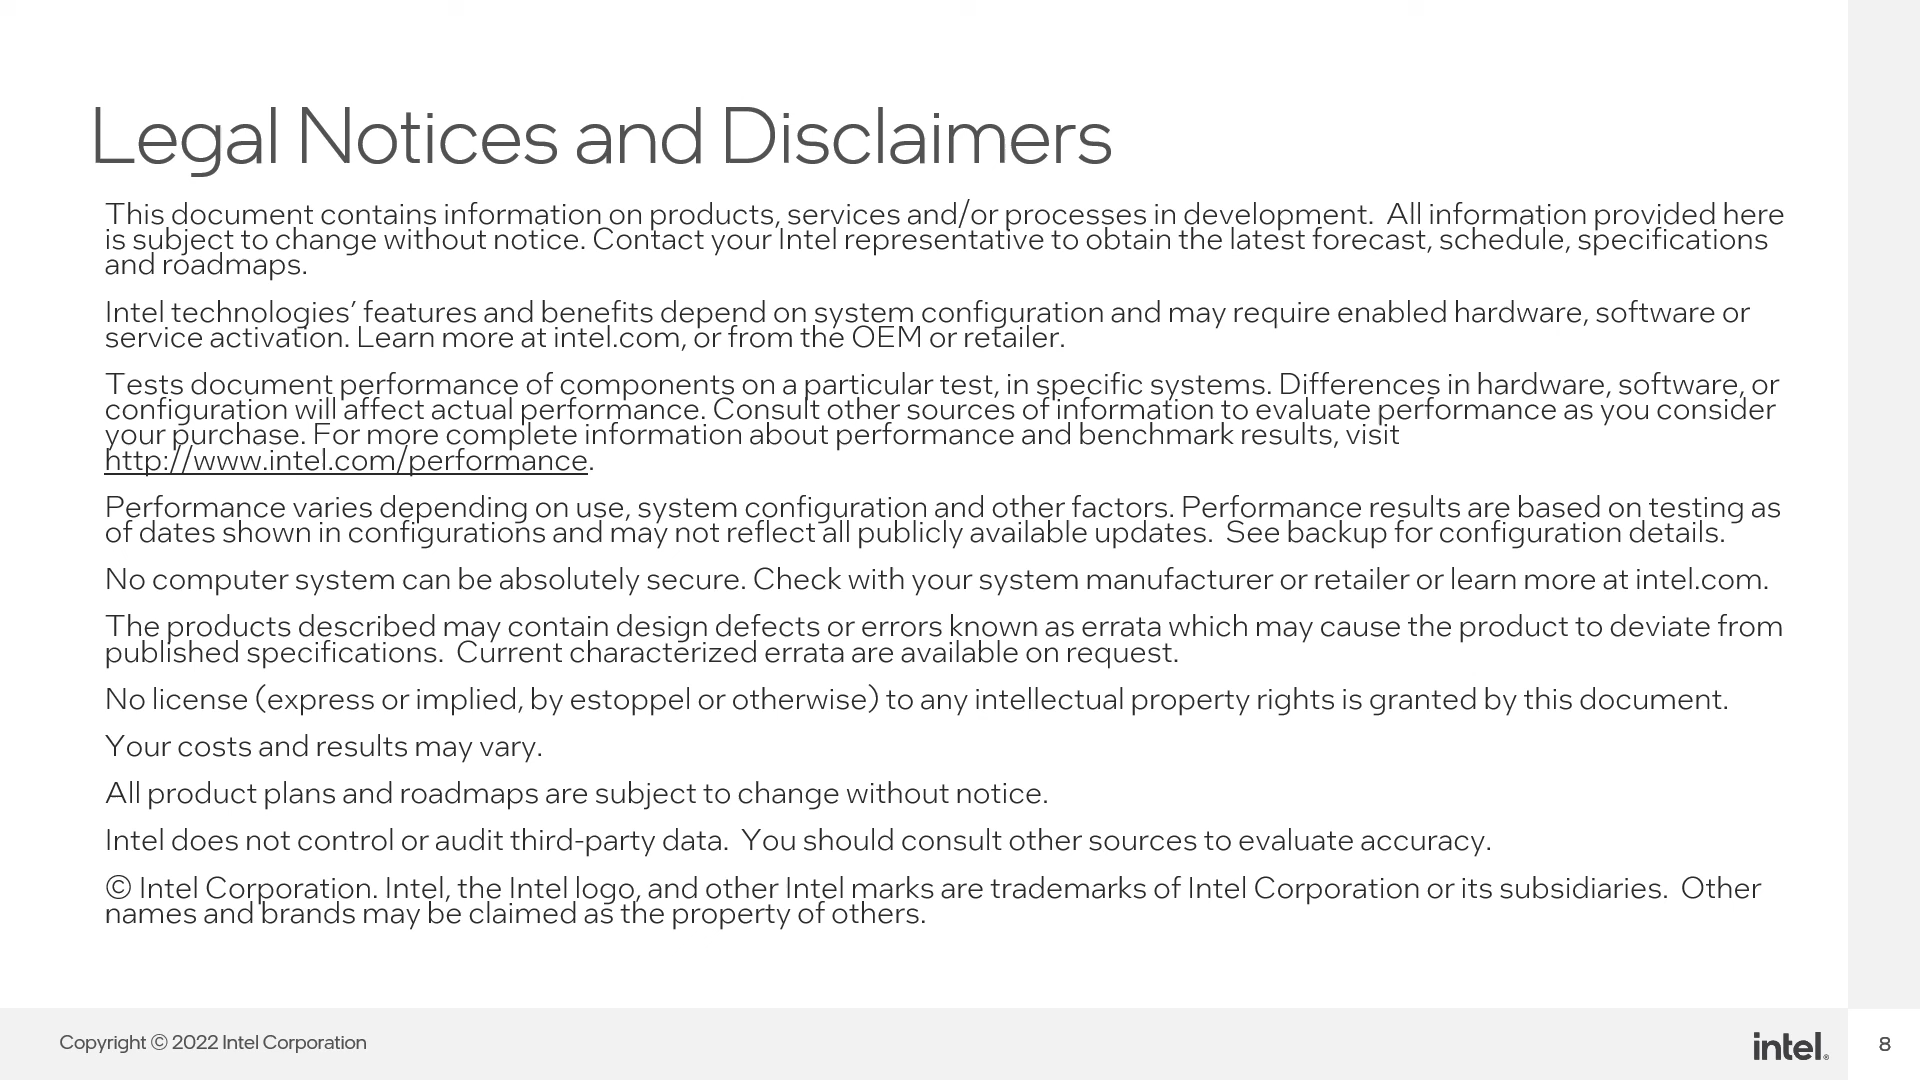 Legal Notices and Disclaimers
This document contains information on products, services and/or processes in development.  All information provided here
is subject to change without notice. Contact your Intel representative to obtain the latest forecast, schedule, specifications
and roadmaps.
Intel technologies’ features and benefits depend on system configuration and may require enabled hardware, software or
service activation. Learn more at intel.com, or from the OEM or retailer.
Tests document performance of components on a particular test, in specific systems. Differences in hardware, software, or
configuration will affect actual performance. Consult other sources of information to evaluate performance as you consider
your purchase. For more complete information about performance and benchmark results, visit
http://www.intel.com/performance.
Performance varies depending on use, system configuration and other factors. Performance results are based on testing as
of dates shown in configurations and may not reflect all publicly available updates.  See backup for configuration details.
No computer system can be absolutely secure. Check with your system manufacturer or retailer or learn more at intel.com.
The products described may contain design defects or errors known as errata which may cause the product to deviate from
published specifications.  Current characterized errata are available on request.
No license (express or implied, by estoppel or otherwise) to any intellectual property rights is granted by this document.
Your costs and results may vary.
All product plans and roadmaps are subject to change without notice.
Intel does not control or audit third-party data.  You should consult other sources to evaluate accuracy.
© Intel Corporation. Intel, the Intel logo, and other Intel marks are trademarks of Intel Corporation or its subsidiaries.  Other
names and brands may be claimed as the property of others.
Copyright © 2022 Intel Corporation
intel®
8